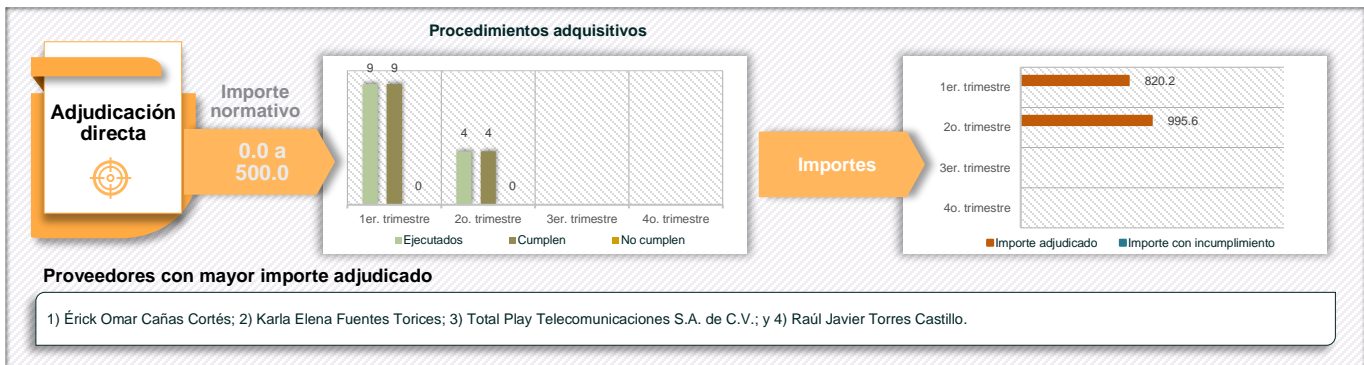 Procedimientos adquisitivos
Adjudicación
directa
Importe
normativo
0.0 a
500.0
9 9
0
4 4
0
1er. trimestre 2o. trimestre 3er. trimestre 4o. trimestre
Ejecutados Cumplen No cumplen
Importes
1er. trimestre 820.2
2o. trimestre 995.6
3er. trimestre
4o. trimestre
Importe adjudicado Importe con incumplimiento
Proveedores con mayor importe adjudicado
1) Érick Omar Cañas Cortés; 2) Karla Elena Fuentes Torices; 3) Total Play Telecomunicaciones S.A. de C.V.; y 4) Raúl Javier Torres Castillo.